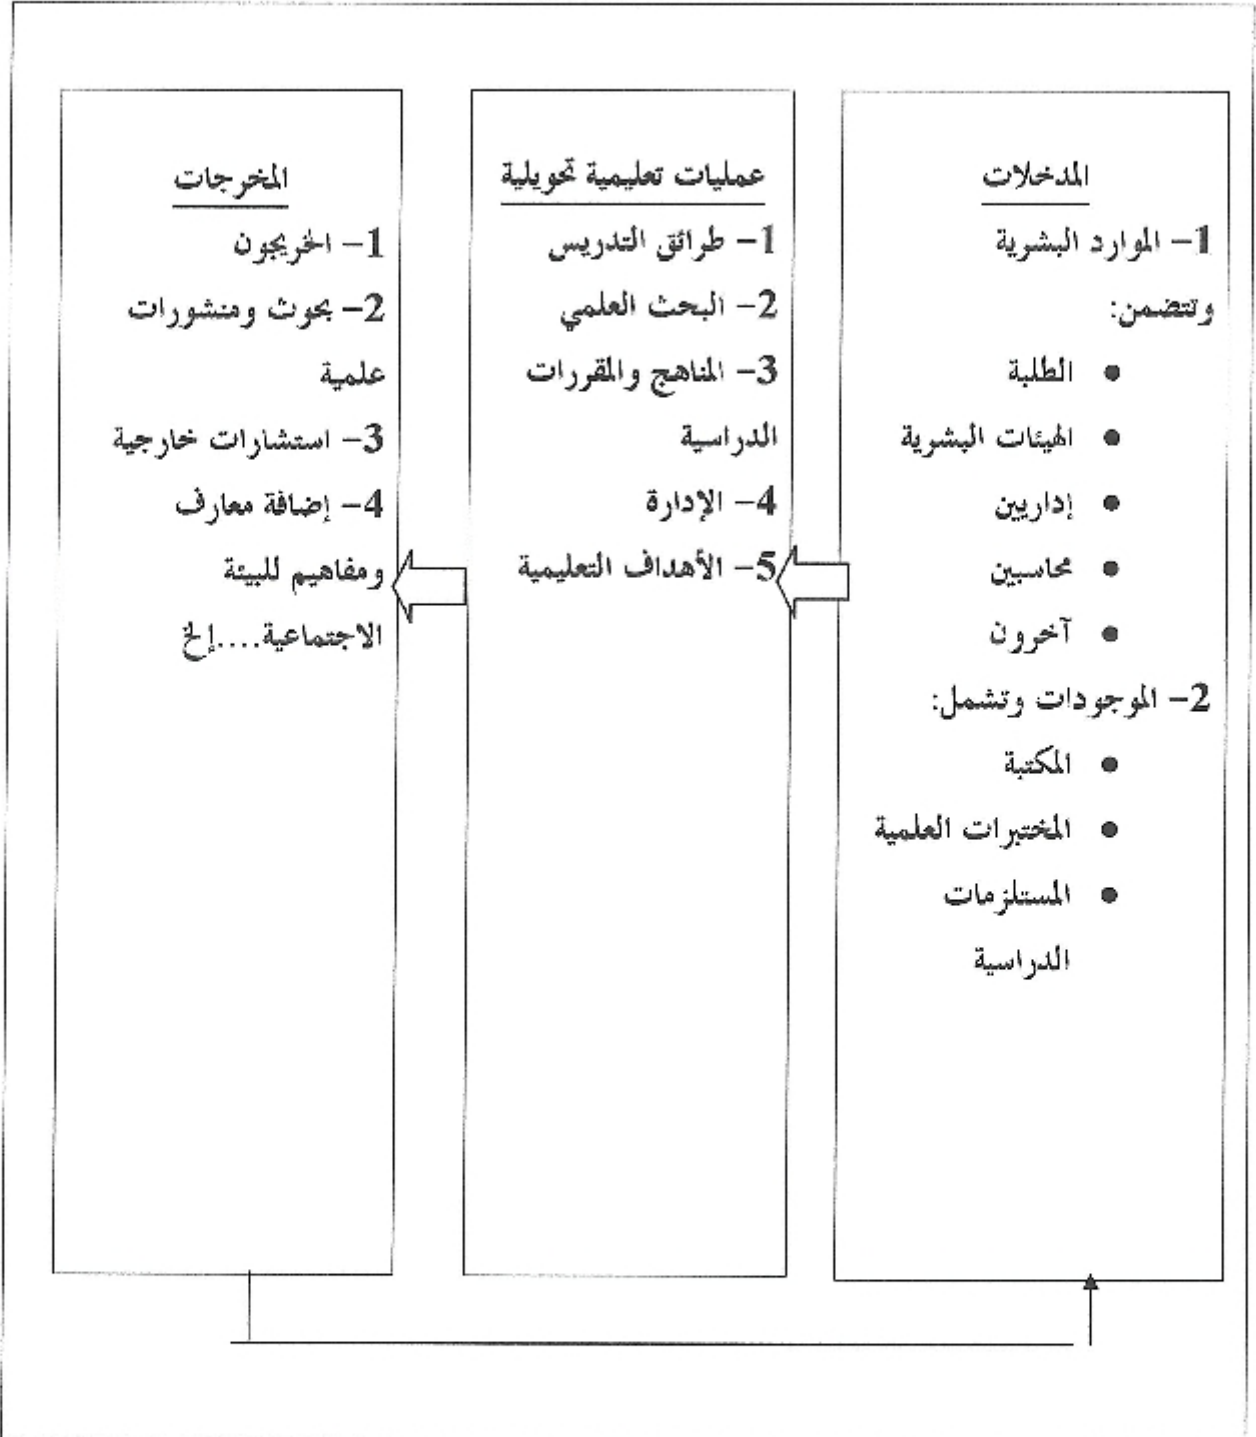 المدخلات
1- الموارد البشرية
وتتضمن:
● الطلبة
● الهيئات البشرية
● إداريين
● محاسبين
● آخرون
2- الموجودات وتشمل:
● المكتبة
● المختبرات العلمية
● المستلزمات
الدراسية
عمليات تعليمية تحويلية
1- طرائق التدريس
2- البحث العلمي
3- المناهج والمقررات
الدراسية
4- الإدارة
5- الأهداف التعليمية
المخرجات
1- الخريجون
2- بحوث ومنشورات
علمية
3- استشارات خارجية
4- إضافة معارف
ومفاهيم للبيئة
الاجتماعية....إلخ